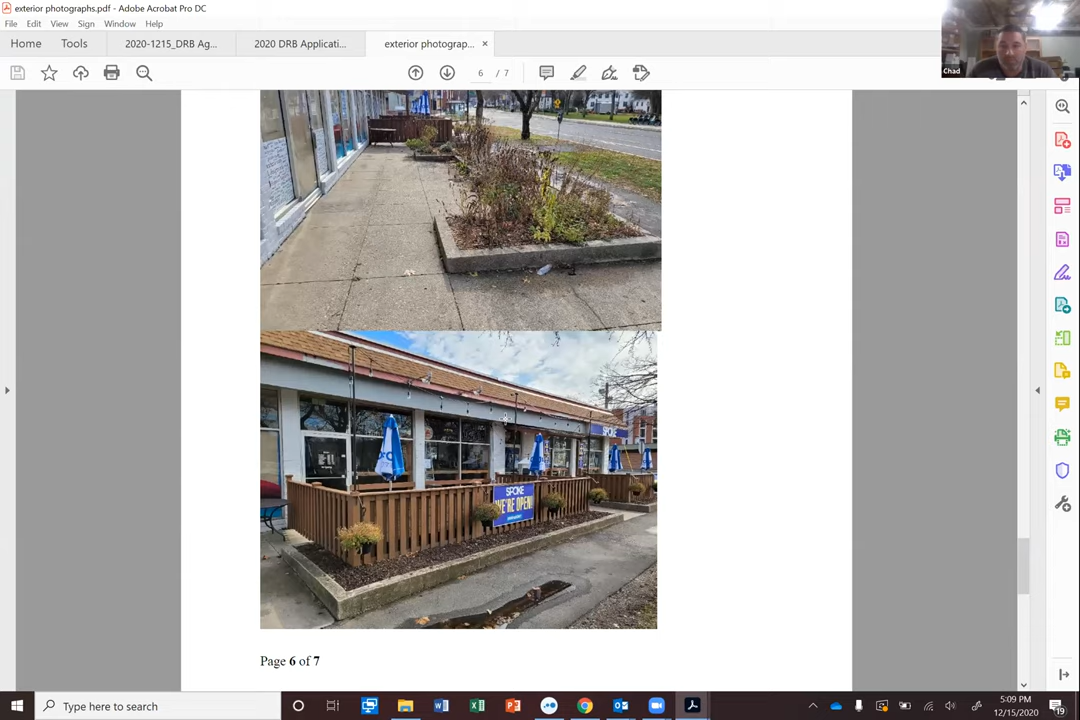 exterior photographs.pdf - Adobe Acrobat Pro DC
File Edit View Sign Window Help
Home Tools 2020-1215_DRB Ag... 2020 DRB Applicati... exterior photograp... ×
6 / 7
Chad
SPOKE
SPOKE
WE'RE OPEN!
Page 6 of 7
Type here to search
5:09 PM
12/15/2020
19